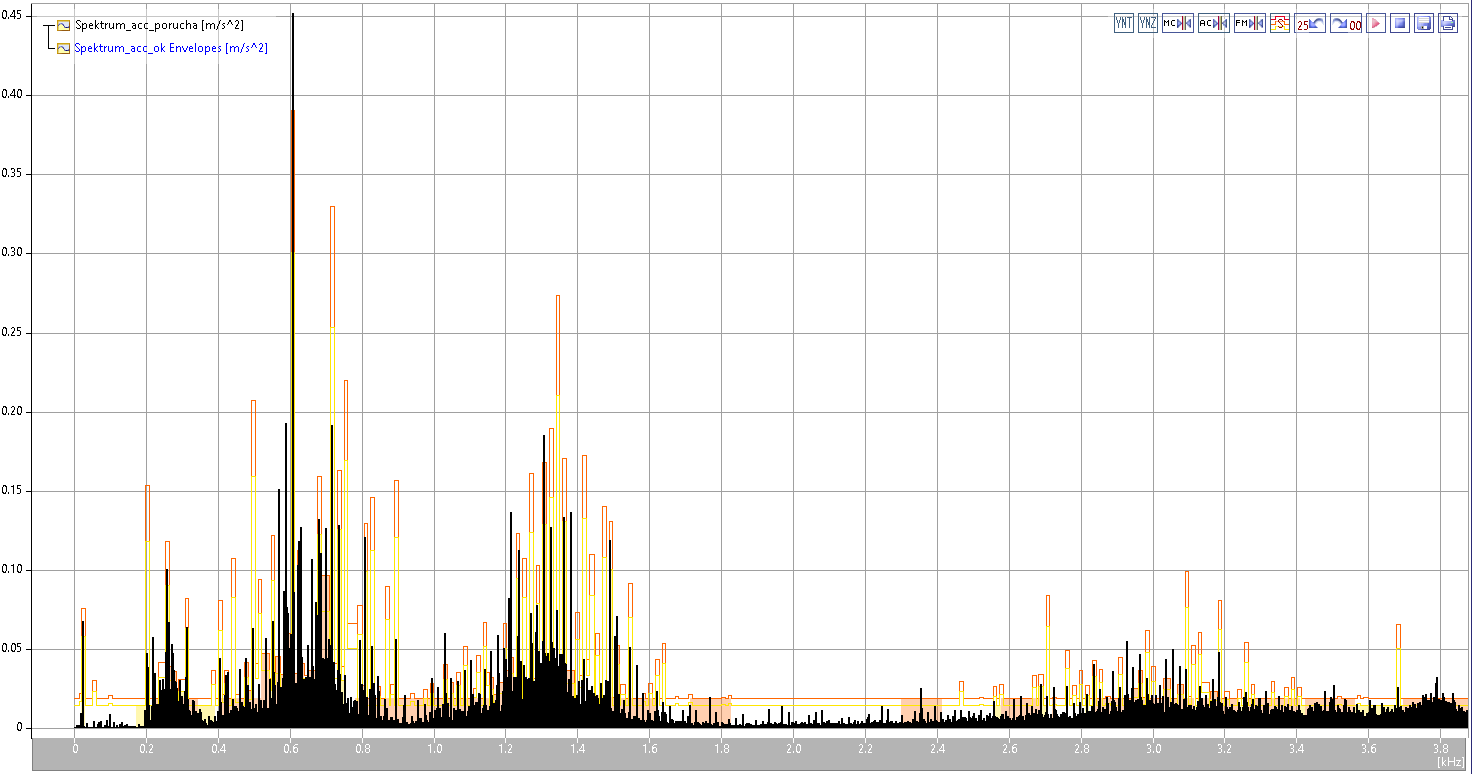 0.45
Spektrum_acc_porucha [m/s^2]
Spektrum_acc_ok Envelopes [m/s^2]
YNT YNZ MC AC FM S 25 00
0.40
0.35
0.30
0.25
0.20
0.15
0.10
0.05
0
0 0.2 0.4 0.6 0.8 1.0 1.2 1.4 1.6 1.8 2.0 2.2 2.4 2.6 2.8 3.0 3.2 3.4 3.6 3.8
[kHz]